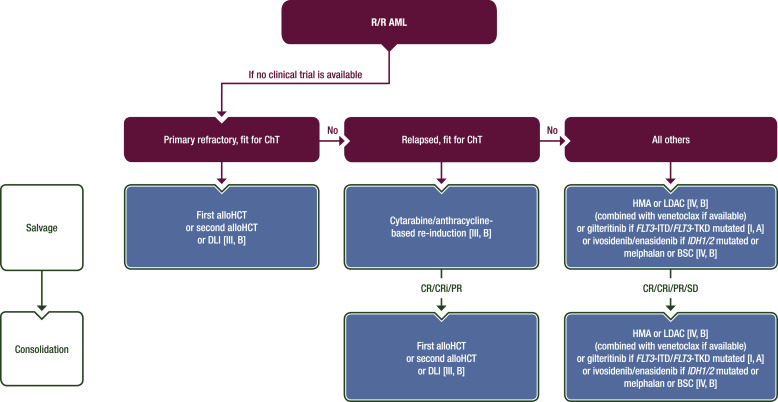 R/R AML
If no clinical trial is available
Primary refractory, fit for ChT
No
Relapsed, fit for ChT
No
All others
Salvage
First alloHCT
or second alloHCT
or DLI [III, B]
Cytarabine/anthracycline-
based re-induction [III, B]
HMA or LDAC [IV, B]
(combined with venetoclax if available)
or gilteritinib if FLT3-ITD/FLT3-TKD mutated [I, A]
or ivosidenib/enasidenib if IDH1/2 mutated or
melphalan or BSC [IV, B]
CR/CRi/PR
CR/CRi/PR/SD
Consolidation
First alloHCT
or second alloHCT
or DLI [III, B]
HMA or LDAC [IV, B]
(combined with venetoclax if available)
or gilteritinib if FLT3-ITD/FLT3-TKD mutated [I, A]
or ivosidenib/enasidenib if IDH1/2 mutated or
melphalan or BSC [IV, B]